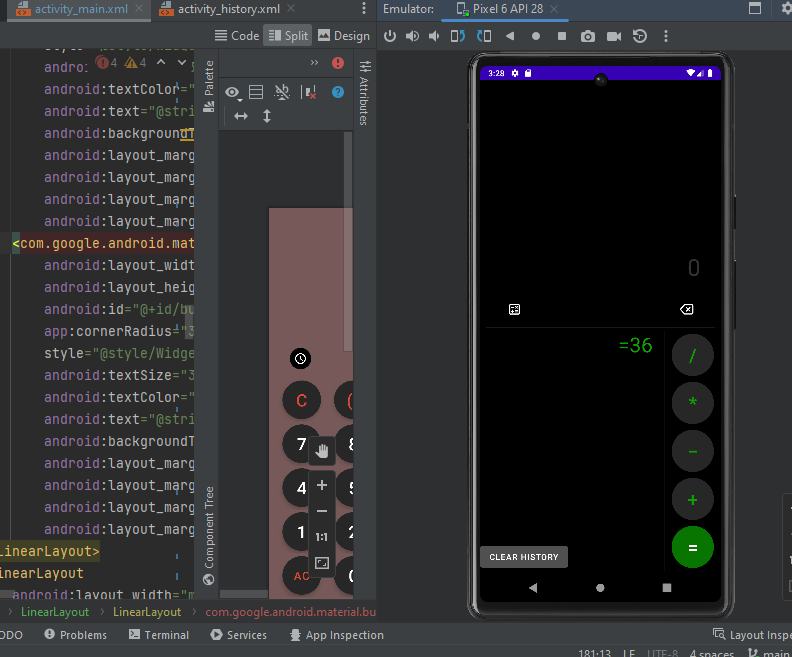 activity_main.xml
activity_history.xml
Emulator:
Pixel 6 API 28
Code
Split
Design
andro:
4
4
android:textColor="
android:text="@stri
android:backgroundT
android:layout_marg
android:layout_marg
android:layout_marg
android:layout_marg
<com.google.android.mat
android:layout_widt
android:layout_heig
android:id="@+id/bu
app:cornerRadius="3
style="@style/Widge
android:textSize="3
android:textColor="
android:text="@stri
android:backgroundT
android:layout_marg
android:layout_marg
android:layout_marg
android:layout_marg
LinearLayout>
inearLayout
android:layout_width="m
Palette
Component Tree
Attributes
C
(
7
8
4
5
1
2
AC
0
1:1
3:28
0
=36
/
*
−
+
=
CLEAR HISTORY
LinearLayout
LinearLayout
com.google.android.material.bu
ODO
Problems
Terminal
Services
App Inspection
Layout Inspe
181:13
LF
UTF-8
4 spaces
main